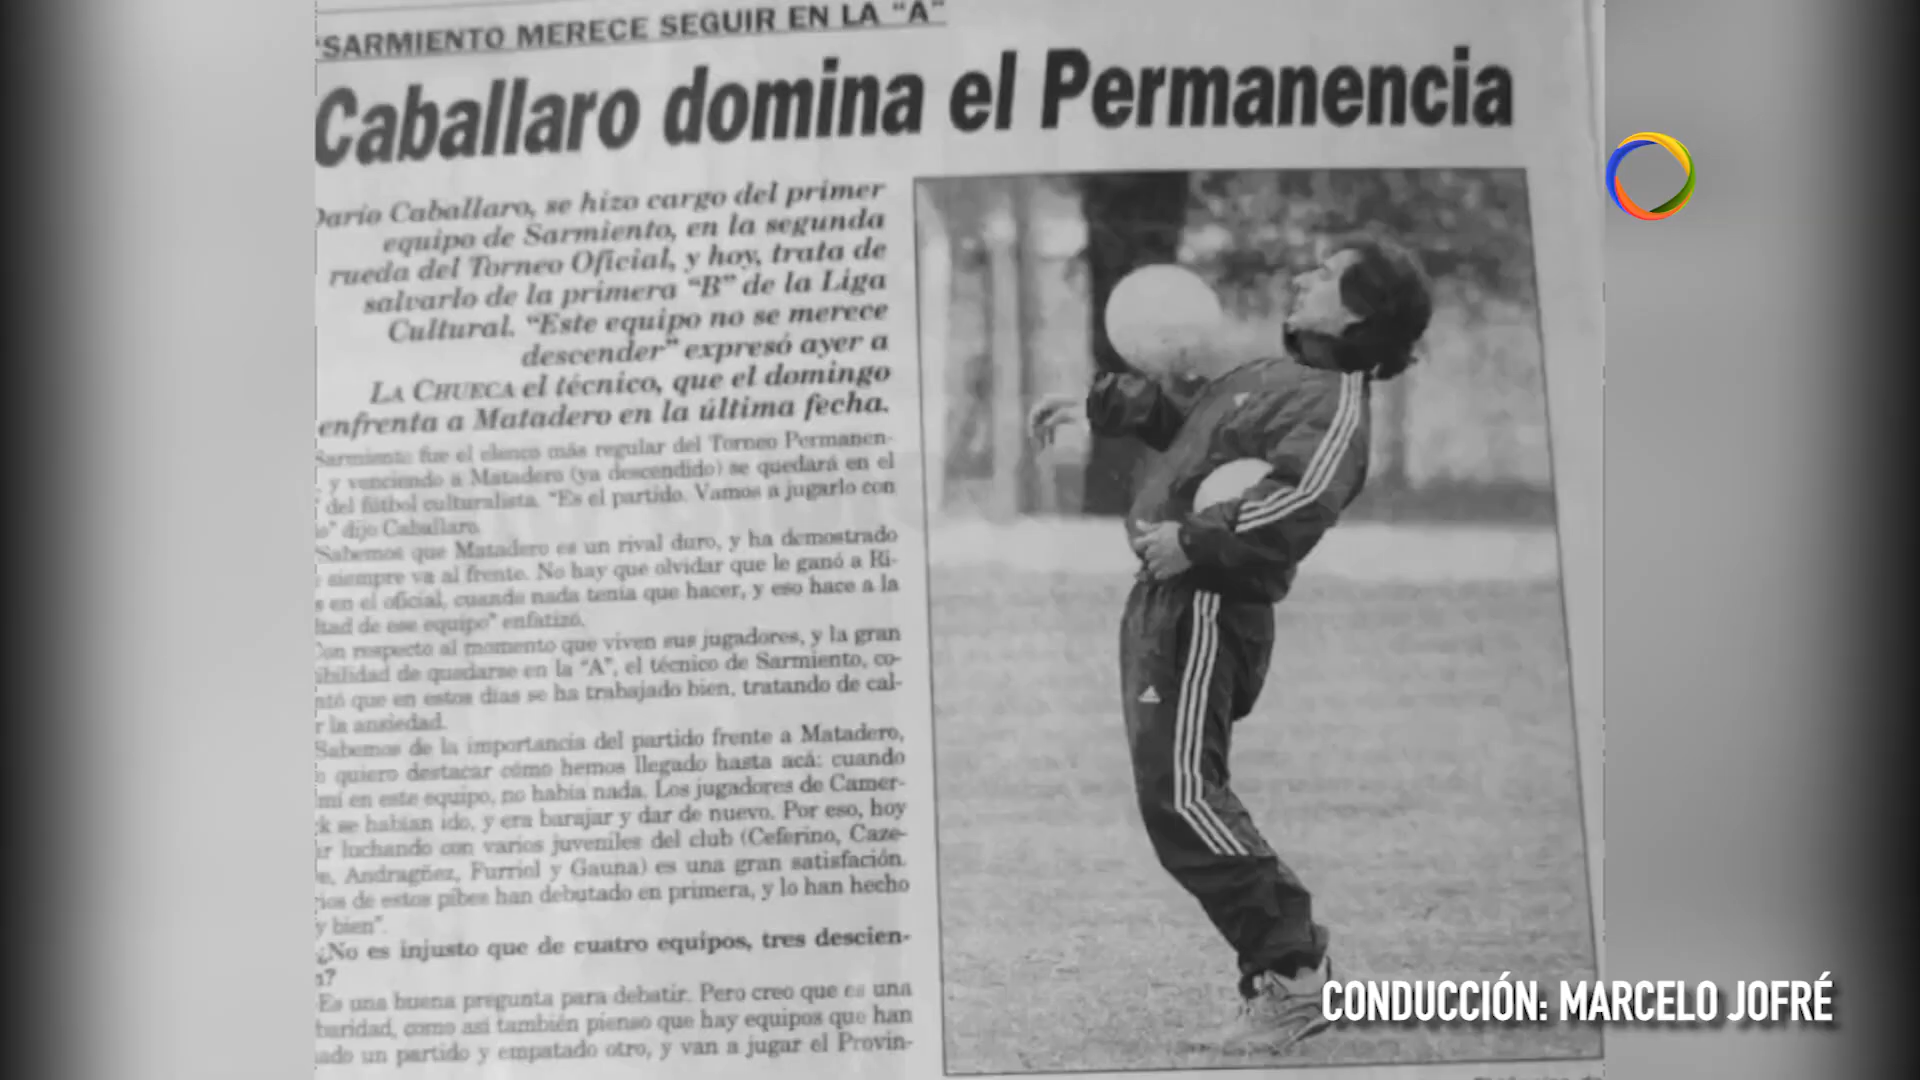 "SARMIENTO MERECE SEGUIR EN LA "A"
Caballaro domina el Permanencia
Darío Caballaro, se hizo cargo del primer
equipo de Sarmiento, en la segunda
rueda del Torneo Oficial, y hoy, trata de
salvarlo de la primera "B" de la Liga
Cultural. "Este equipo no se merece
descender" expresó ayer a
LA CHUECA el técnico, que el domingo
enfrenta a Matadero en la última fecha.
Sarmiento fue el elenco más regular del Torneo Permanen-
y venciendo a Matadero (ya descendido) se quedará en el
del fútbol culturalista. "Es el partido. Vamos a jugarlo con
dijo Caballaro.
"Sabemos que Matadero es un rival duro, y ha demostrado
siempre va al frente. No hay que olvidar que le ganó a Ri-
s en el oficial, cuando nada tenía que hacer, y eso hace a la
ltad de ese equipo" enfatizó.
Con respecto al momento que viven sus jugadores, y la gran
ibilidad de quedarse en la "A", el técnico de Sarmiento, co-
ntó que en estos días se ha trabajado bien, tratando de cal-
r la ansiedad.
"Sabemos de la importancia del partido frente a Matadero,
quiero destacar cómo hemos llegado hasta acá: cuando
en este equipo, no había nada. Los jugadores de Camer-
k se habían ido, y era barajar y dar de nuevo. Por eso, hoy
ar luchando con varios juveniles del club (Ceferino, Caze-
Andragñez, Furriol y Gauna) es una gran satisfacción.
rios de estos pibes han debutado en primera, y lo han hecho
y bien".
¿No es injusto que de cuatro equipos, tres descien-
n?
Es una buena pregunta para debatir. Pero creo que es una
baridad, como así también pienso que hay equipos que han
ado un partido y empatado otro, y van a jugar el Provin-
CONDUCCIÓN: MARCELO JOFRÉ